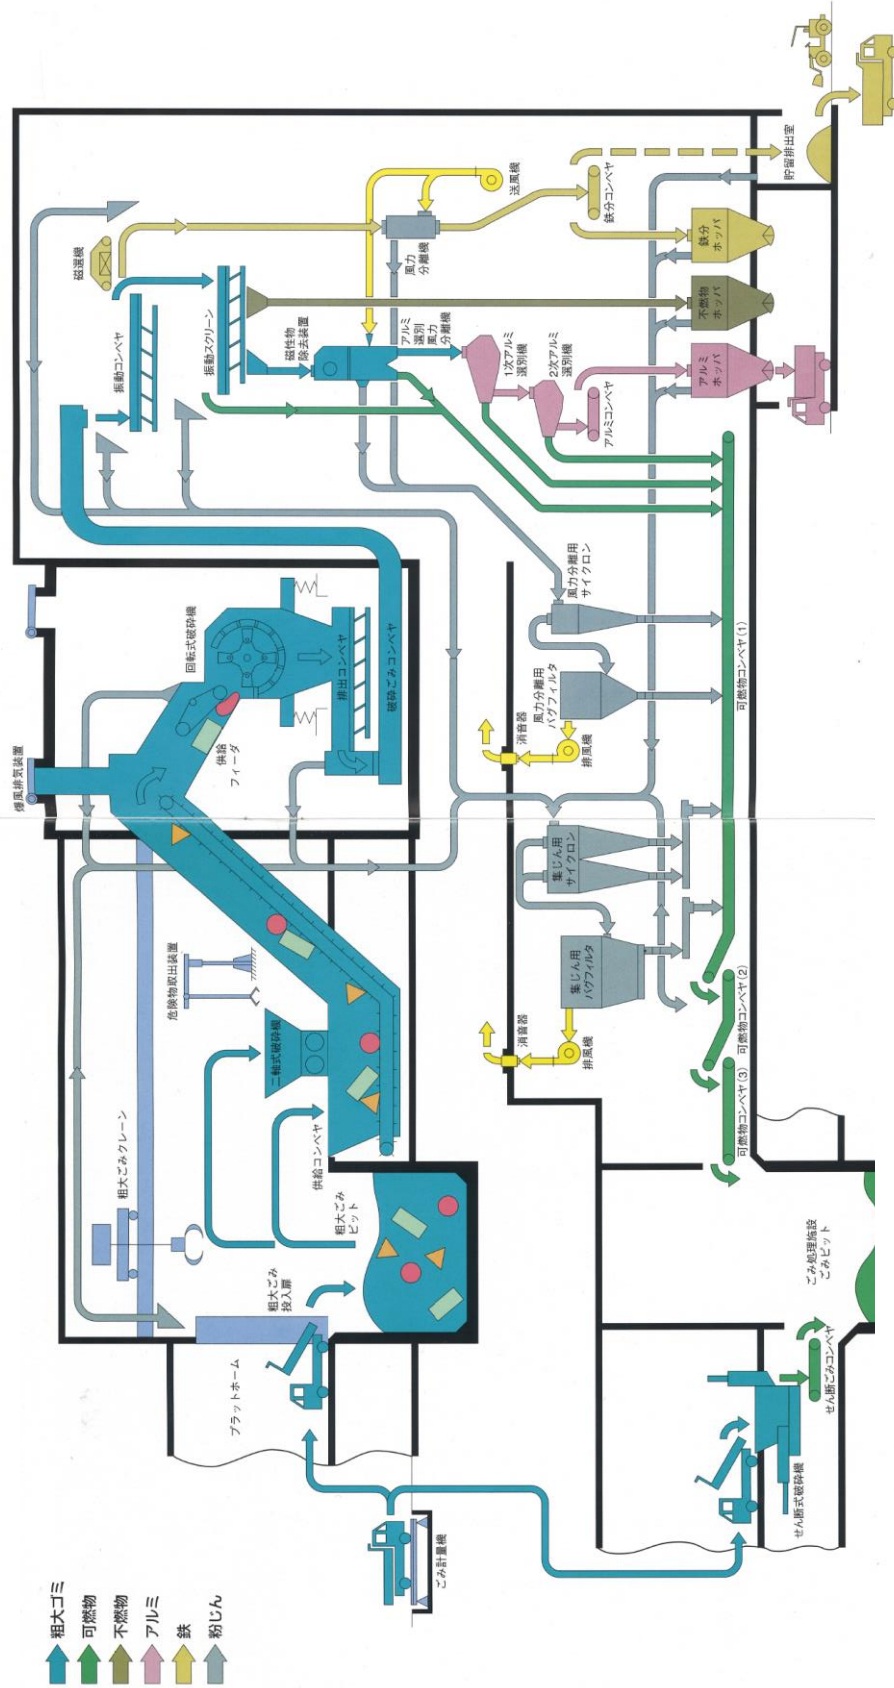 粗大ゴミ
可燃物
不燃物
アルミ
鉄
粉じん
ごみ計量機
プラットホーム
粗大ごみ
投入扉
粗大ごみ
ピット
粗大ごみクレーン
供給コンベヤ
二軸式破砕機
危険物取出装置
爆風排気装置
供給
フィーダ
回転式破砕機
排出コンベヤ
破砕ごみコンベヤ
振動コンベヤ
磁選機
振動スクリーン
磁性物
除去装置
アルミ
選別
風力
分離機
風力
分離機
送風機
1次アルミ
選別機
2次アルミ
選別機
アルミコンベヤ
鉄分コンベヤ
貯留排出室
鉄分
ホッパ
不燃物
ホッパ
アルミ
ホッパ
風力分離用
サイクロン
風力分離用
バグフィルタ
消音器
排風機
集じん用
サイクロン
集じん用
バグフィルタ
消音器
排風機
可燃物コンベヤ(1)
可燃物コンベヤ(2)
可燃物コンベヤ(3)
ごみ処理施設
ごみピット
せん断ごみコンベヤ
せん断式破砕機